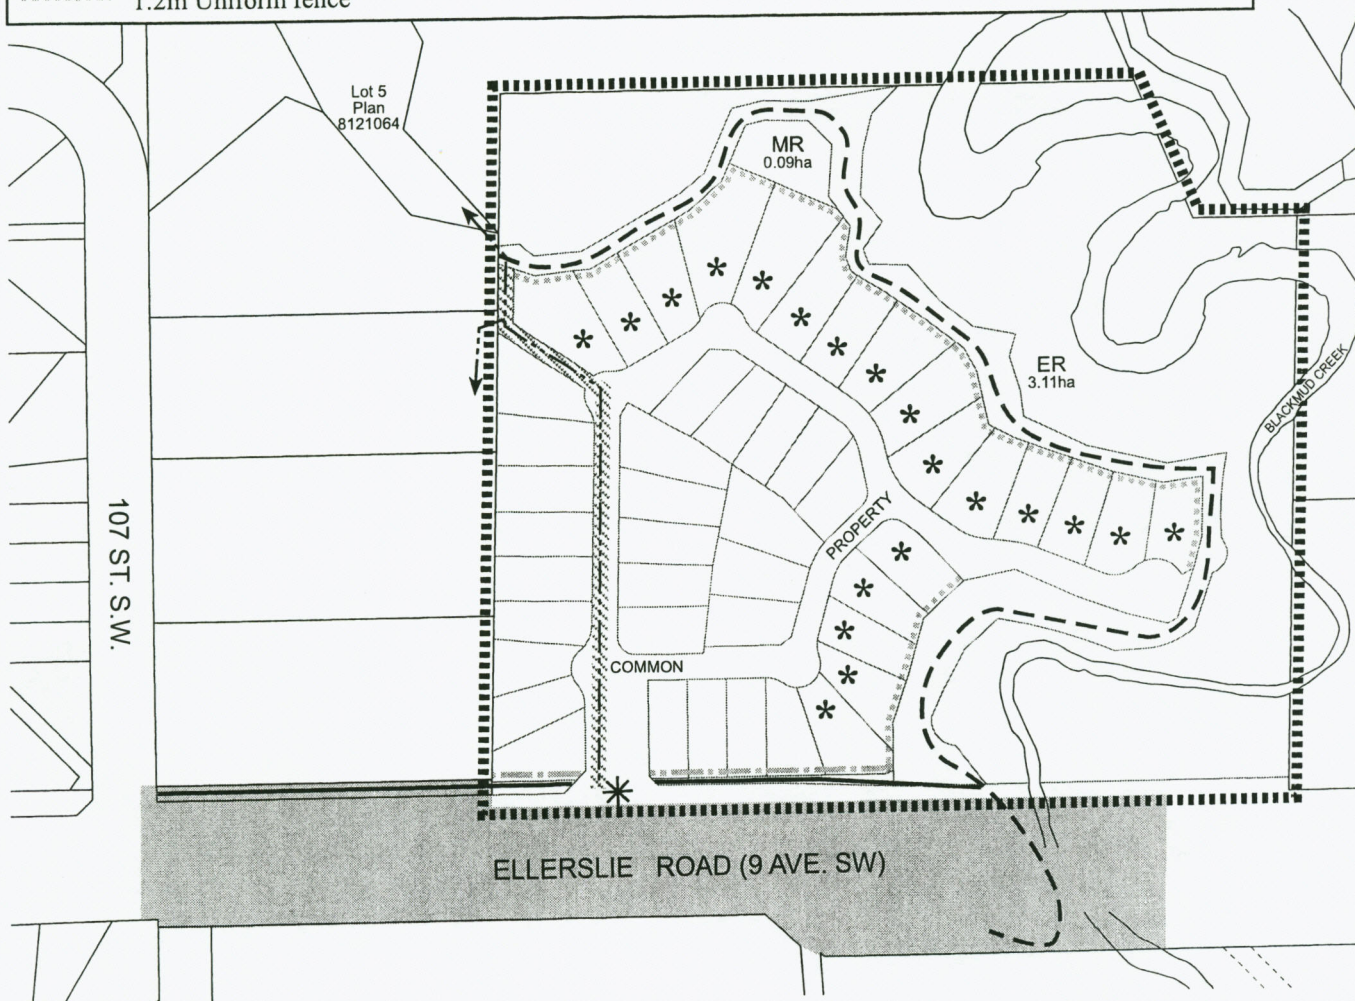 1.2m Uniform fence
Lot 5
Plan
8121064
MR
0.09ha
ER
3.11ha
BLACKMUD CREEK
107 ST. S.W.
PROPERTY
COMMON
ELLERSLIE ROAD (9 AVE. SW)